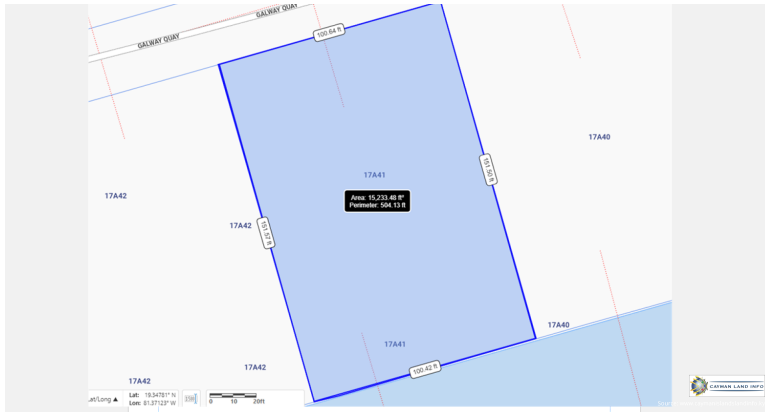 GALWAY QUAY
GALWAY QUAY
100.64 ft
17A40
151.50 ft
17A41
17A42
Area: 15,233.48 ft²
Perimeter: 504.13 ft
17A42
151.57 ft
17A40
17A41
17A42
100.42 ft
17A42
Lat/Long ▲
Lat: 19.34781° N
Lon: 81.37123° W
0 10 20ft
CAYMAN LAND INFO